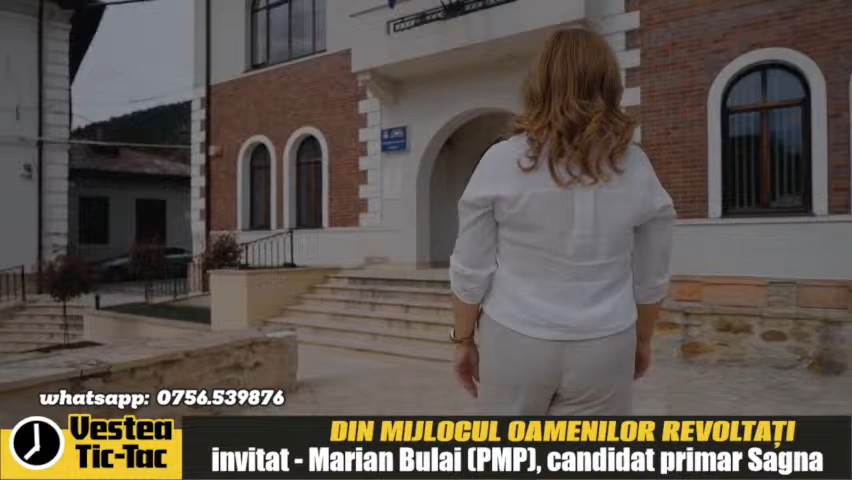 whatsapp: 0756.539876
Vestea
Tic-Tac
DIN MIJLOCUL OAMENILOR REVOLTAȚI
invitat - Marian Bulai (PMP), candidat primar Sagna